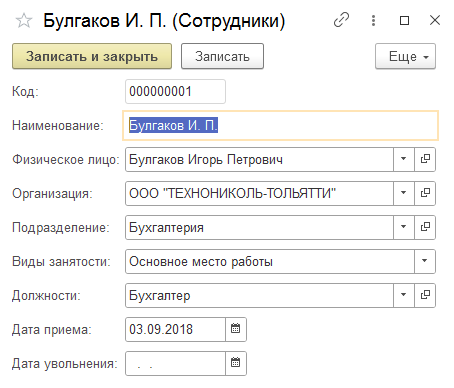 Булгаков И. П. (Сотрудники)
Записать и закрыть Записать Еще
Код: 000000001
Наименование: Булгаков И. П.
Физическое лицо: Булгаков Игорь Петрович
Организация: ООО "ТЕХНОНИКОЛЬ-ТОЛЬЯТТИ"
Подразделение: Бухгалтерия
Виды занятости: Основное место работы
Должности: Бухгалтер
Дата приема: 03.09.2018
Дата увольнения: . .